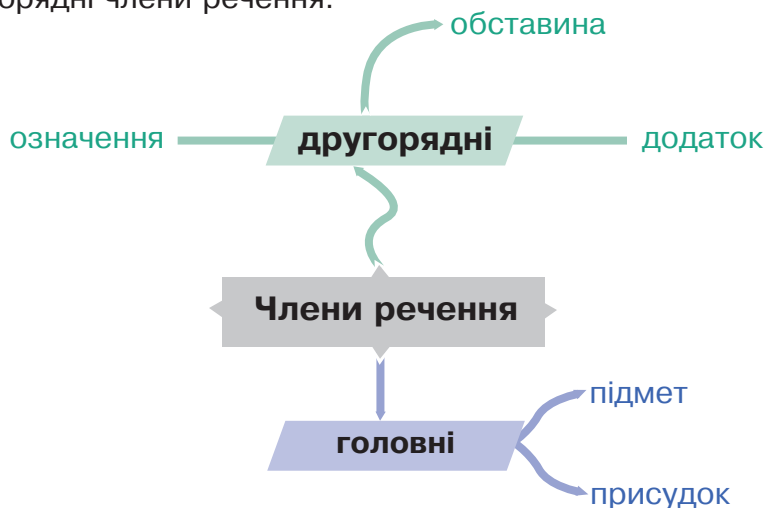 члени речення.
обставина
означення
другорядні
додаток
Члени речення
підмет
головні
присудок